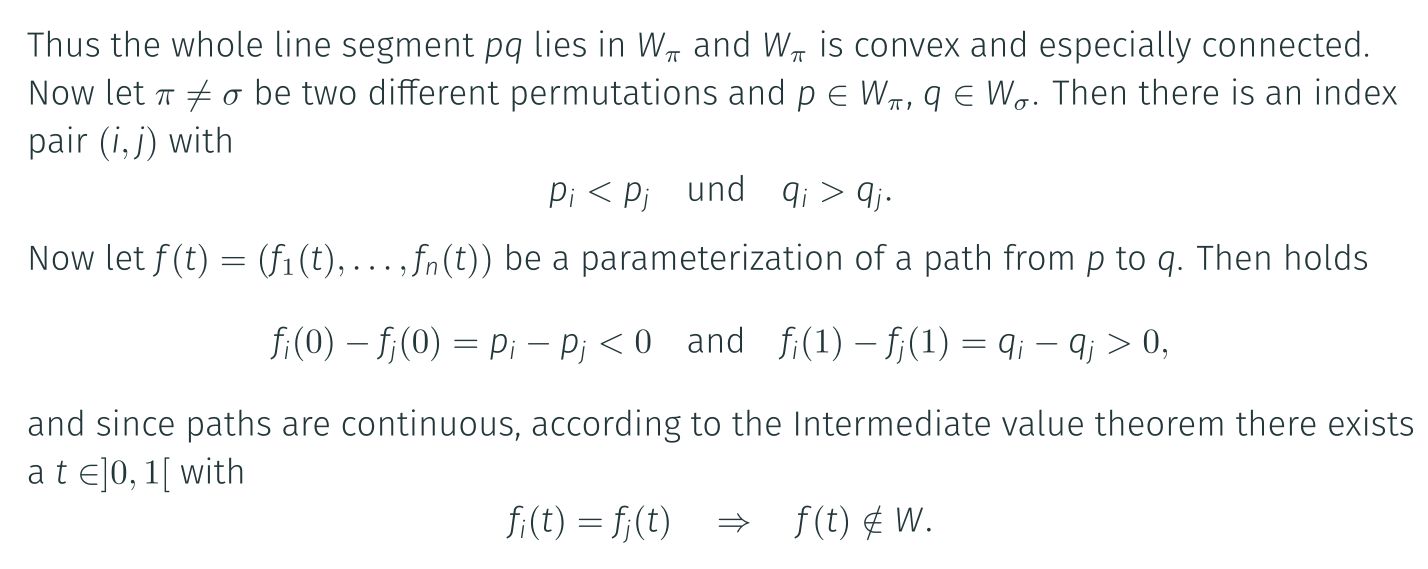 Thus the whole line segment pq lies in W_π and W_π is convex and especially connected.
Now let π ≠ σ be two different permutations and p ∈ W_π, q ∈ W_σ. Then there is an index
pair (i, j) with
p_i < p_j und q_i > q_j.
Now let f(t) = (f_1(t), . . . , f_n(t)) be a parameterization of a path from p to q. Then holds
f_i(0) − f_j(0) = p_i − p_j < 0 and f_i(1) − f_j(1) = q_i − q_j > 0,
and since paths are continuous, according to the Intermediate value theorem there exists
a t ∈]0, 1[ with
f_i(t) = f_j(t) ⇒ f(t) ∉ W.